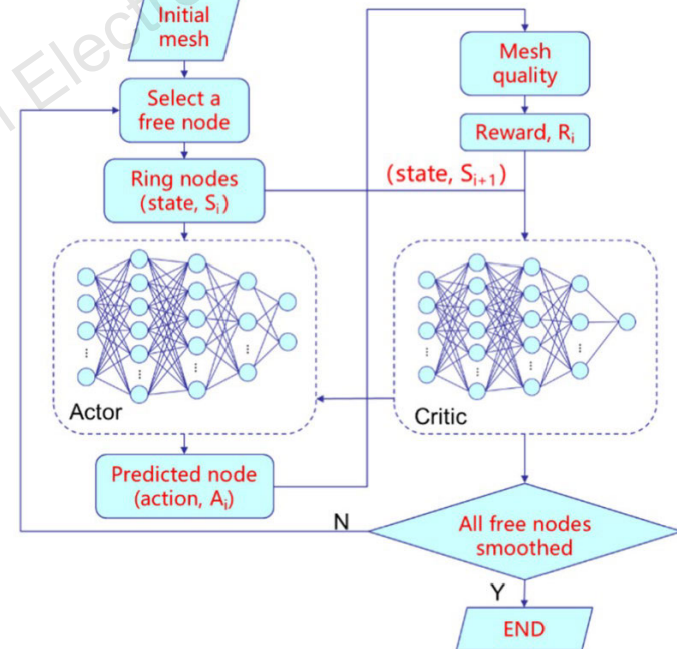 Initial
mesh
l Electro
Select a
free node
Ring nodes
(state, Sᵢ)
Actor
Predicted node
(action, Aᵢ)
Mesh
quality
Reward, Rᵢ
(state, Sᵢ₊₁)
Critic
All free nodes
smoothed
N
Y
END